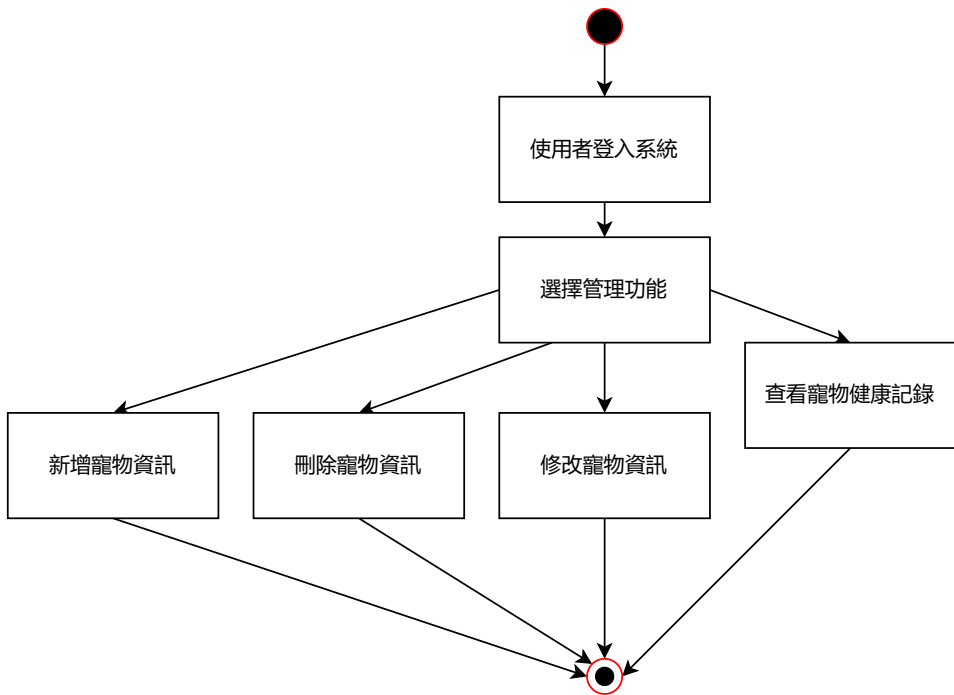 使用者登入系統
選擇管理功能
查看寵物健康記錄
新增寵物資訊
刪除寵物資訊
修改寵物資訊